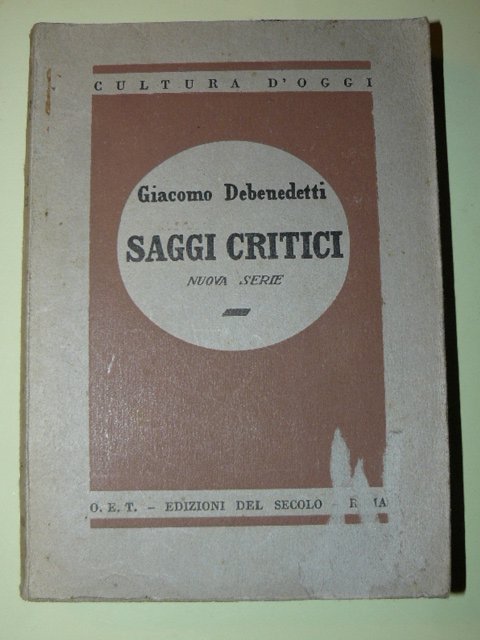 CULTURA D'OGGI
Giacomo Debenedetti
SAGGI CRITICI
NUOVA SERIE
O. E. T. – EDIZIONI DEL SECOLO –